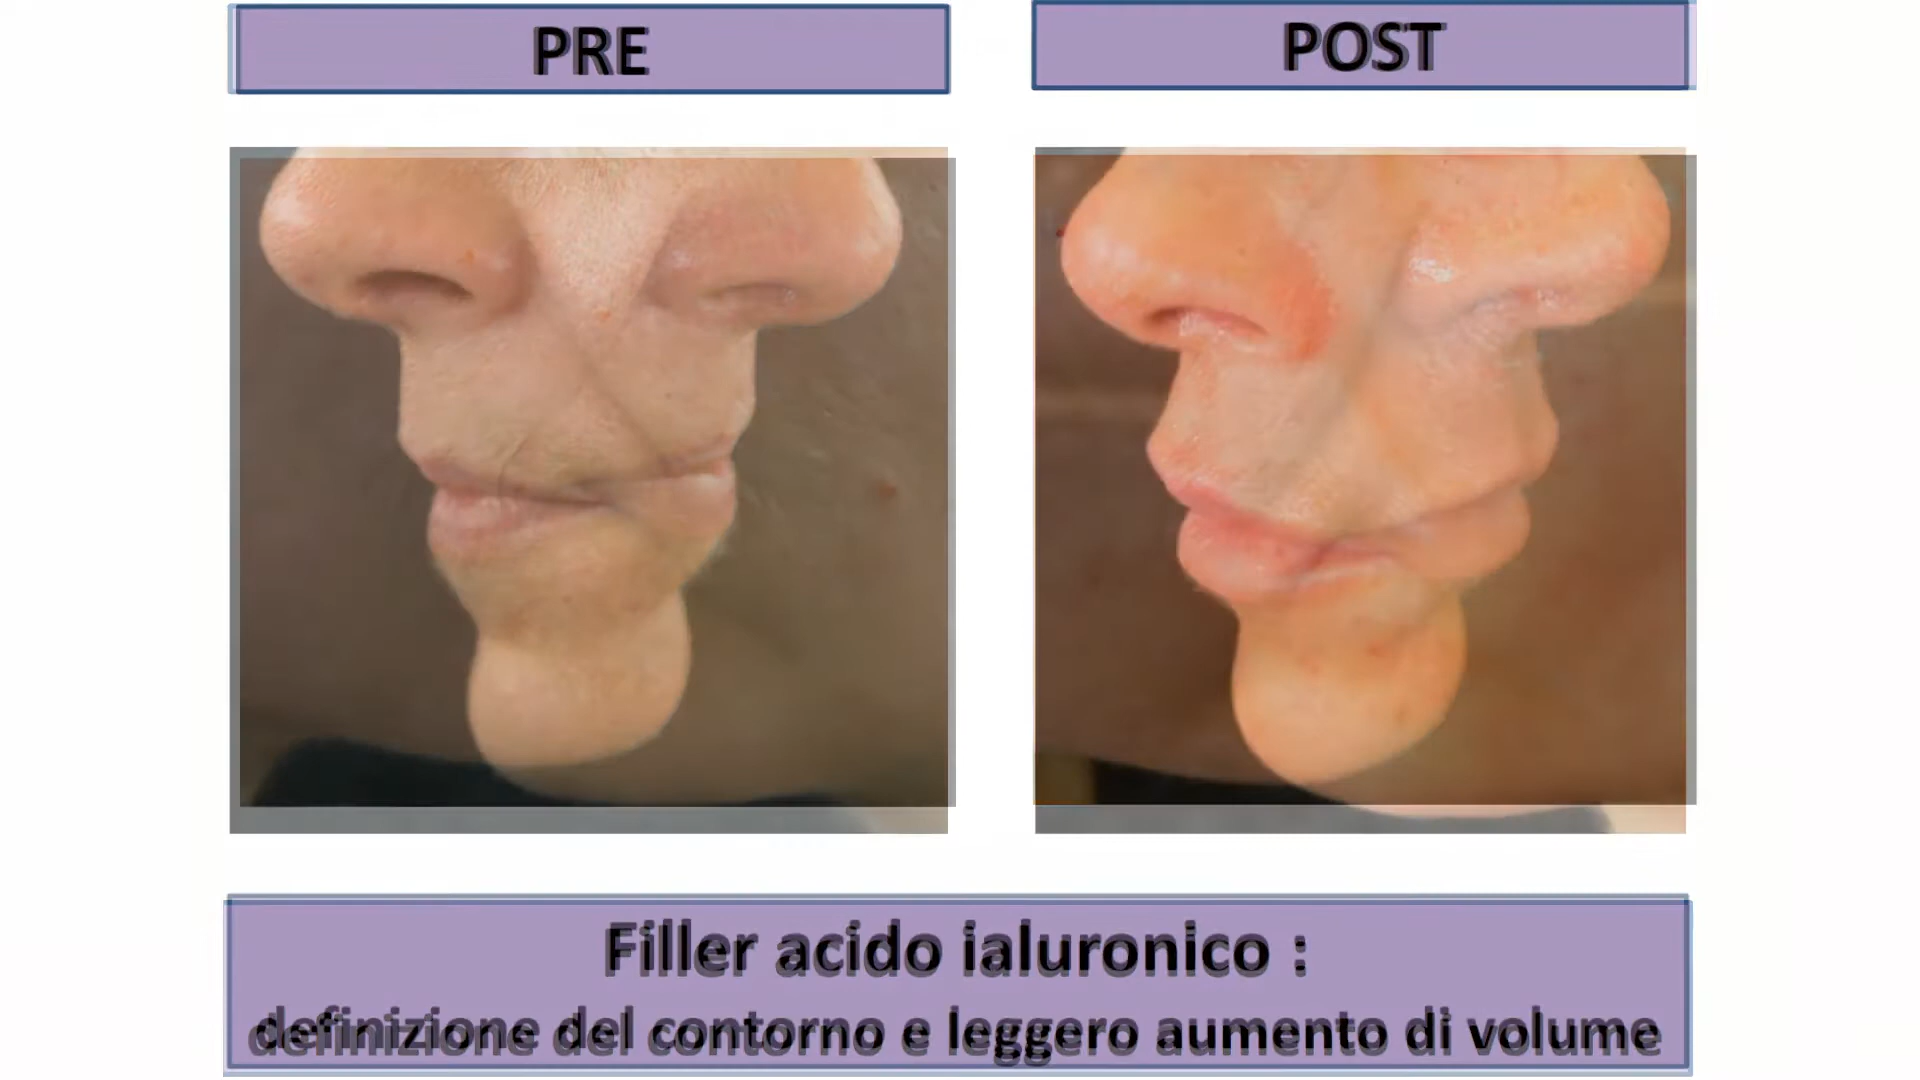 PRE
POST
Filler acido ialuronico :
definizione del contorno e leggero aumento di volume